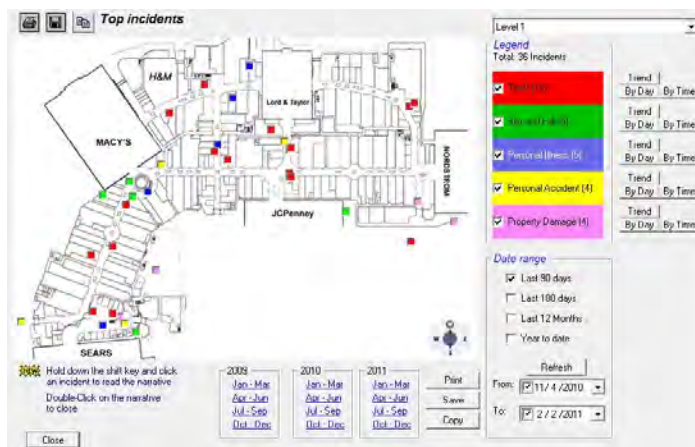 Top incidents
Level 1
Legend
Total: 36 Incidents
Trend
By Day By Time
Trend
By Day By Time
Personal Illness (5)
Trend
By Day By Time
Personal Accident (4)
Trend
By Day By Time
Property Damage (4)
Trend
By Day By Time
H&M
Lord & Taylor
MACY'S
NORDSTROM
JCPenney
SEARS
Date range
Last 90 days
Last 180 days
Last 12 Months
Year to date
Refresh
From: 11/ 4 /2010
To: 2 / 2 /2011
Hold down the shift key and click
an incident to read the narrative
Double-Click on the narrative
to close
2009
Jan - Mar
Apr - Jun
Jul - Sep
Oct - Dec
2010
Jan - Mar
Apr - Jun
Jul - Sep
Oct - Dec
2011
Jan - Mar
Apr - Jun
Jul - Sep
Oct - Dec
Print
Save
Copy
Close